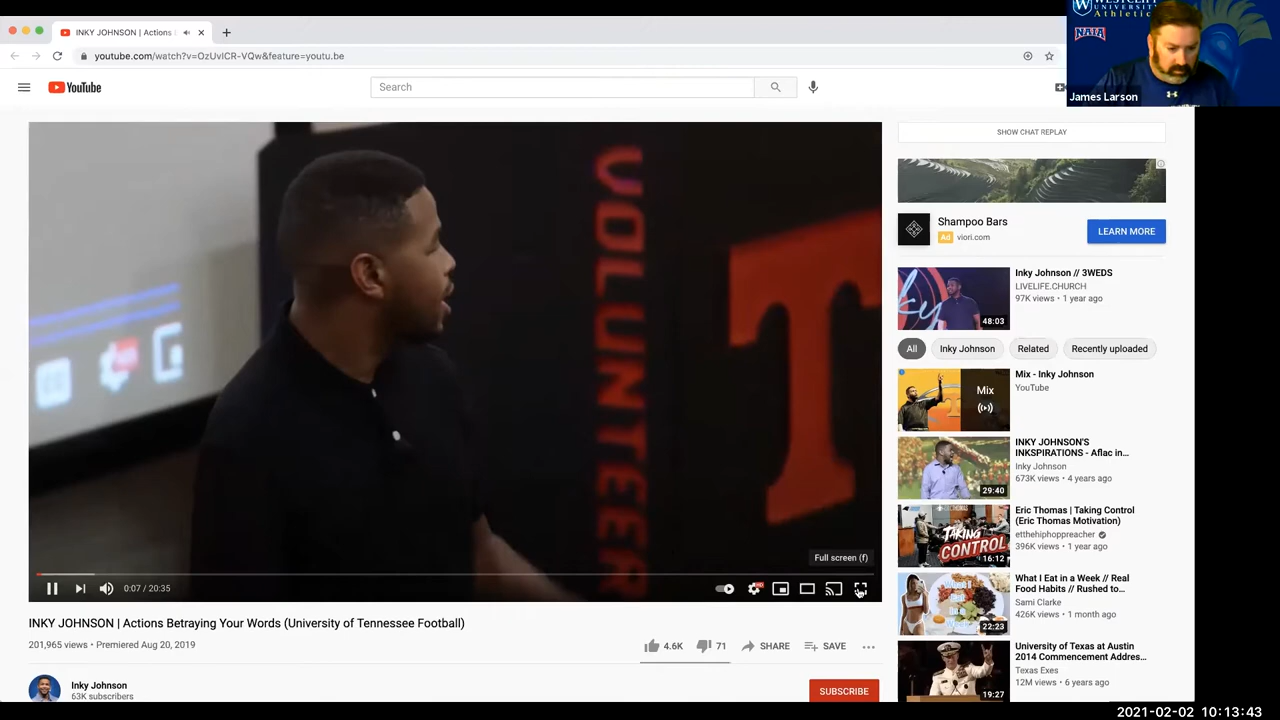 INKY JOHNSON | Actions
youtube.com/watch?v=OzUvICR-VQw&feature=youtu.be
WESTCLIFF
UNIVERSITY
Athletic
NAIA
James Larson
YouTube
Search
VOLUNTE
T
Full screen (f)
0:07 / 20:35
INKY JOHNSON | Actions Betraying Your Words (University of Tennessee Football)
201,965 views • Premiered Aug 20, 2019
4.6K
71
SHARE
SAVE
Inky Johnson
63K subscribers
SUBSCRIBE
SHOW CHAT REPLAY
Shampoo Bars
Ad viori.com
LEARN MORE
Inky Johnson // 3WEDS
LIVELIFE.CHURCH
97K views • 1 year ago
48:03
All
Inky Johnson
Related
Recently uploaded
Mix - Inky Johnson
YouTube
Mix
INKY JOHNSON'S
INKSPIRATIONS - Aflac in...
Inky Johnson
673K views • 4 years ago
29:40
Eric Thomas | Taking Control
(Eric Thomas Motivation)
etthehiphoppreacher
396K views • 1 year ago
TAKING
CONTROL
16:12
What I Eat in a Week // Real
Food Habits // Rushed to...
Sami Clarke
426K views • 1 month ago
22:23
University of Texas at Austin
2014 Commencement Addres...
Texas Exes
12M views • 6 years ago
19:27
2021-02-02 10:13:43